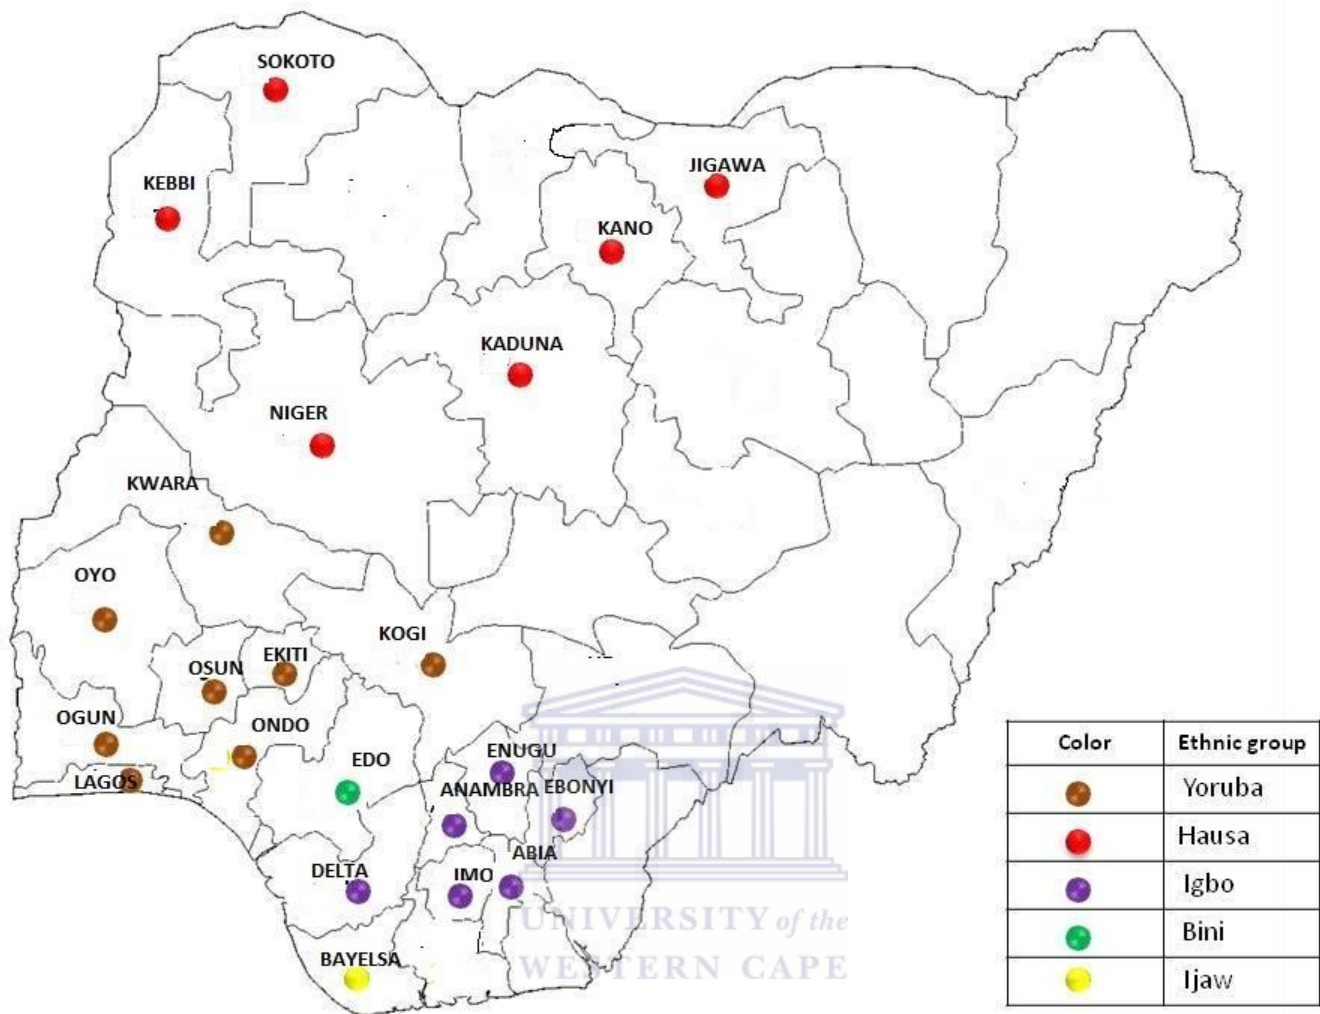 SOKOTO
KEBBI
JIGAWA
KANO
KADUNA
NIGER
KWARA
OYO
KOGI
OSUN
EKITI
OGUN
ONDO
LAGOS
EDO
ENUGU
ANAMBRA
EBONYI
ABIA
DELTA
IMO
BAYELSA
UNIVERSITY of the
WESTERN CAPE
Color Ethnic group
Yoruba
Hausa
Igbo
Bini
Ijaw